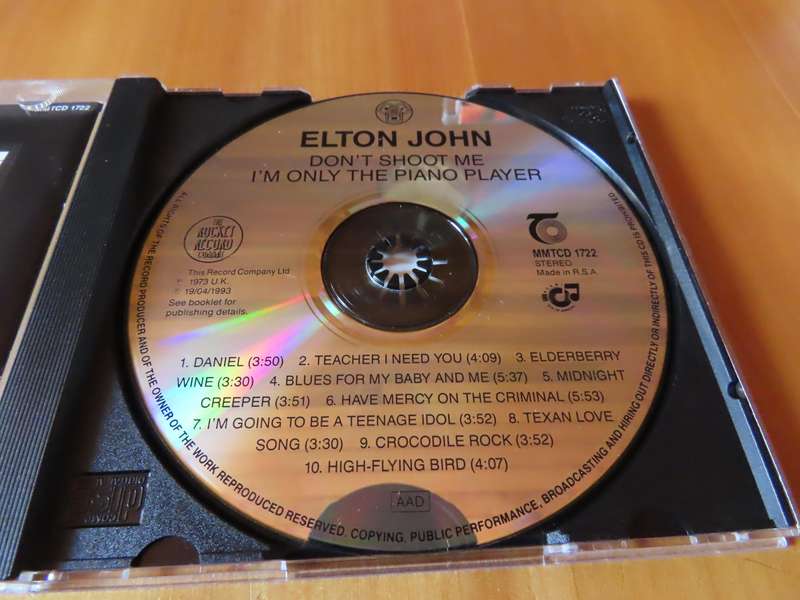 MMTCD 1722
ELTON JOHN
DON'T SHOOT ME
I'M ONLY THE PIANO PLAYER
THE
ROCKET
RECORD
COMPANY
This Record Company Ltd
1973 U.K.
19/04/1993
See booklet for
publishing details.
MMTCD 1722
STEREO
Made in R.S.A
1. DANIEL (3:50) 2. TEACHER I NEED YOU (4:09) 3. ELDERBERRY
WINE (3:30) 4. BLUES FOR MY BABY AND ME (5:37) 5. MIDNIGHT
CREEPER (3:51) 6. HAVE MERCY ON THE CRIMINAL (5:53)
7. I'M GOING TO BE A TEENAGE IDOL (3:52) 8. TEXAN LOVE
SONG (3:30) 9. CROCODILE ROCK (3:52)
10. HIGH-FLYING BIRD (4:07)
AAD
ALL RIGHTS OF THE RECORD PRODUCER AND OF THE OWNER OF THE WORK REPRODUCED RESERVED. COPYING, PUBLIC PERFORMANCE, BROADCASTING AND HIRING OUT DIRECTLY OR INDIRECTLY OF THIS CD IS PROHIBITED